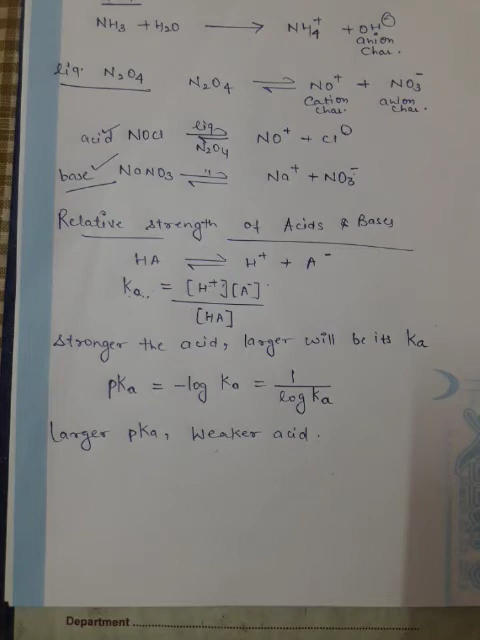 NH3 + H2O ⟶ NH4+ + OH⊖
anion
char.
liq. N2O4 N2O4 ⇌ NO+ + NO3-
cation anion
char. char.
acid✓ NOCl ⇌ liq N2O4 NO+ + Cl⊖
base✓ NaNO3 ⇌ " Na+ + NO3-
Relative strength of Acids & Bases
HA ⇌ H+ + A-
Ka = [H+][A-]
[HA]
Stronger the acid, larger will be its Ka
pKa = -log Ka = 1
log Ka
Larger pKa, Weaker acid.
Department